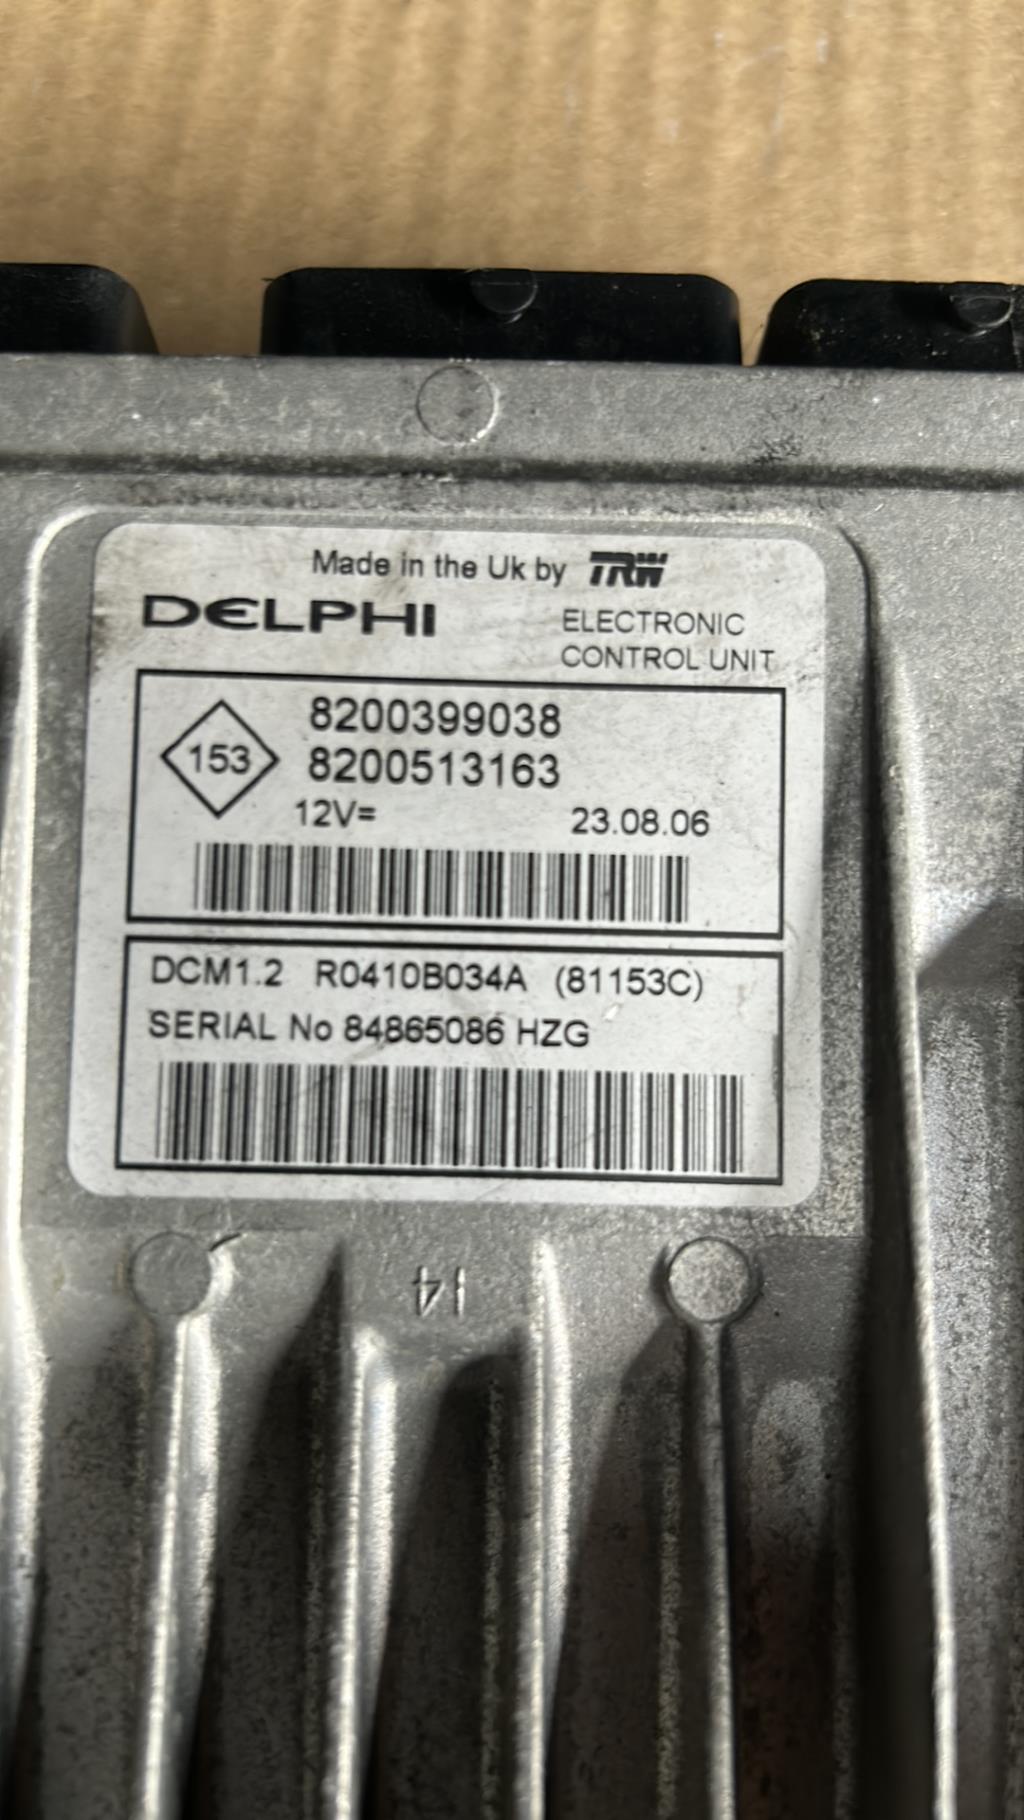 Made in the Uk by TRW
DELPHI
ELECTRONIC
CONTROL UNIT
153
8200399038
8200513163
12V= 23.08.06
DCM1.2 R0410B034A (81153C)
SERIAL No 84865086 HZG
14